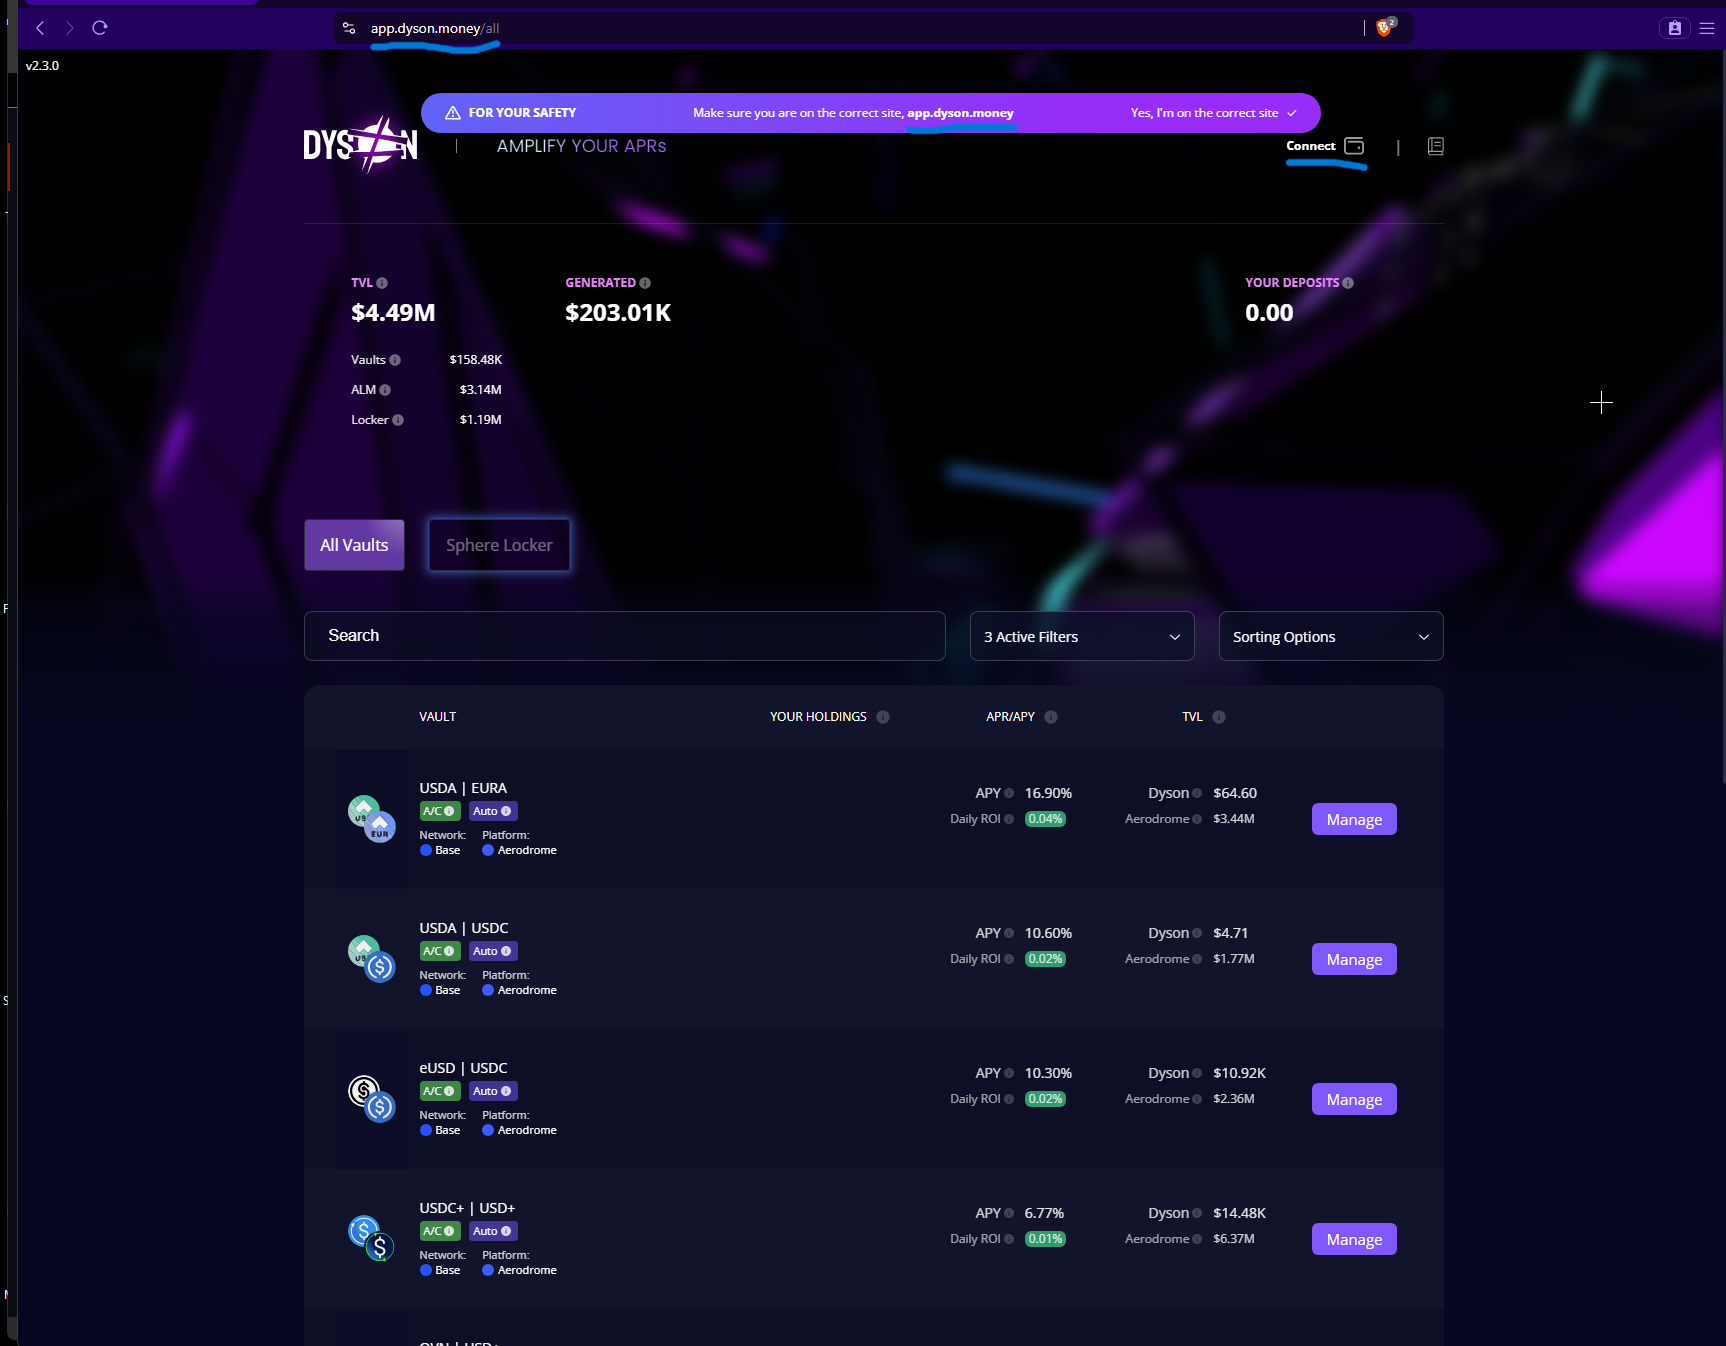 app.dyson.money/all
2
v2.3.0
FOR YOUR SAFETY Make sure you are on the correct site, app.dyson.money Yes, I'm on the correct site
DYSON | AMPLIFY YOUR APRs Connect |
TVL GENERATED YOUR DEPOSITS
$4.49M $203.01K 0.00
Vaults $158.48K
ALM $3.14M
Locker $1.19M
All Vaults Sphere Locker
Search 3 Active Filters Sorting Options
VAULT YOUR HOLDINGS APR/APY TVL
USDA | EURA
APY 16.90% Dyson $64.60
A/C Auto
Daily ROI 0.04% Aerodrome $3.44M
Manage
Network: Platform:
Base Aerodrome
USDA | USDC
APY 10.60% Dyson $4.71
A/C Auto
Daily ROI 0.02% Aerodrome $1.77M
Manage
Network: Platform:
Base Aerodrome
eUSD | USDC
APY 10.30% Dyson $10.92K
A/C Auto
Daily ROI 0.02% Aerodrome $2.36M
Manage
Network: Platform:
Base Aerodrome
USDC+ | USD+
APY 6.77% Dyson $14.48K
A/C Auto
Daily ROI 0.01% Aerodrome $6.37M
Manage
Network: Platform:
Base Aerodrome